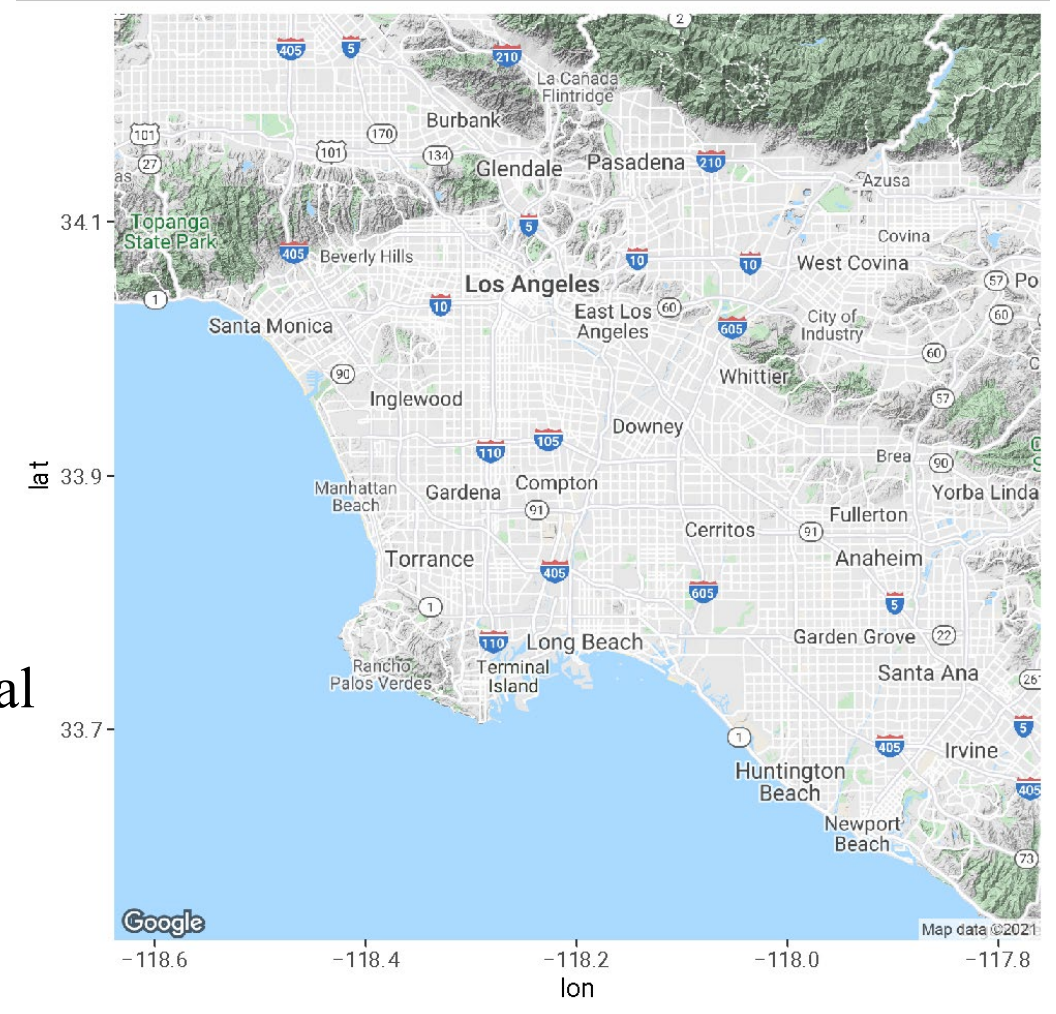 2
405
5
210
La Cañada
Flintridge
Burbank
101
170
101
134
27
as
Glendale
Pasadena
210
Azusa
34.1
Topanga
State Park
5
405
Beverly Hills
10
10
Covina
West Covina
57
Po
Los Angeles
1
10
60
East Los
Angeles
605
City of
Industry
60
Santa Monica
60
90
Whittier
57
Inglewood
Downey
110
105
Brea
90
lat
33.9
Manhattan
Beach
Gardena
Compton
Yorba Linda
91
Fullerton
Cerritos
91
Torrance
Anaheim
405
605
5
1
110
Long Beach
Garden Grove
22
Rancho
Palos Verdes
Terminal
Island
Santa Ana
al
33.7
1
405
5
Irvine
Huntington
Beach
405
Newport
Beach
73
Google
Map data ©2021
−118.6
−118.4
−118.2
−118.0
−117.8
lon